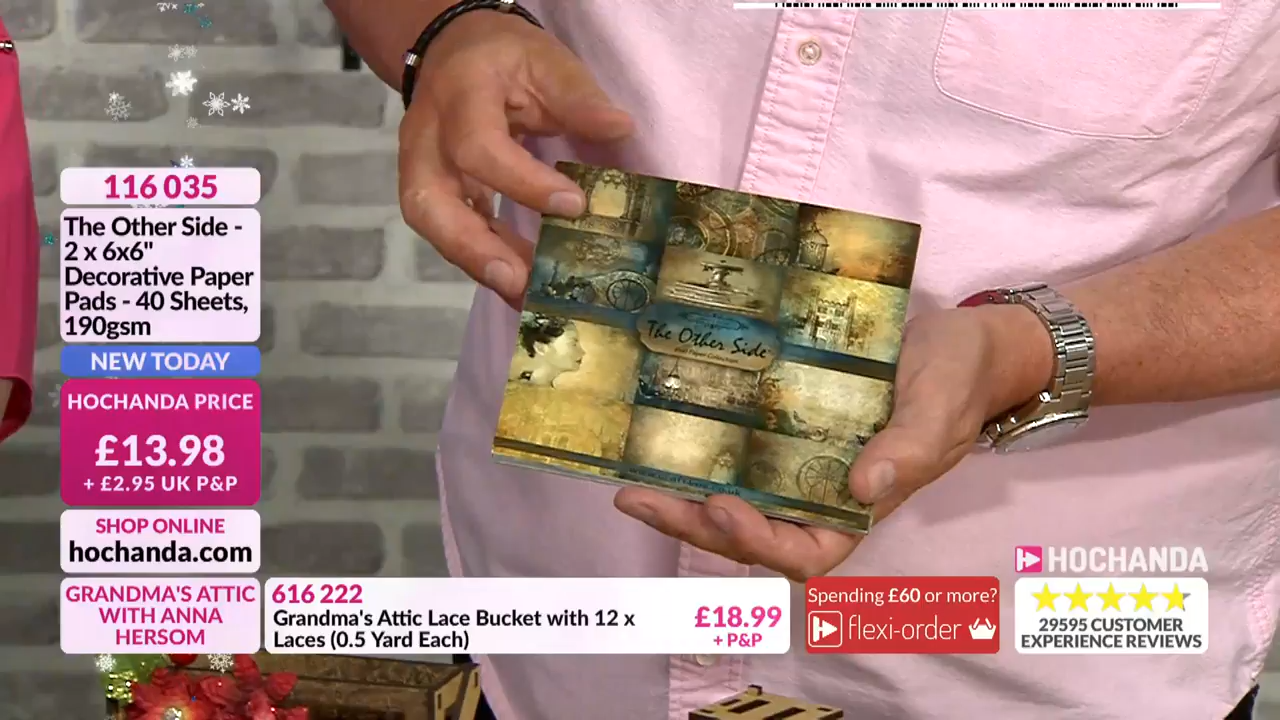 116 035
The Other Side -
2 x 6x6"
Decorative Paper
Pads - 40 Sheets,
190gsm
NEW TODAY
HOCHANDA PRICE
£13.98
+ £2.95 UK P&P
SHOP ONLINE
hochanda.com
GRANDMA'S ATTIC
WITH ANNA
HERSOM
The Other Side
Paper Collection
616 222
Grandma's Attic Lace Bucket with 12 x
Laces (0.5 Yard Each)
£18.99
+ P&P
Spending £60 or more?
flexi-order
HOCHANDA
29595 CUSTOMER
EXPERIENCE REVIEWS